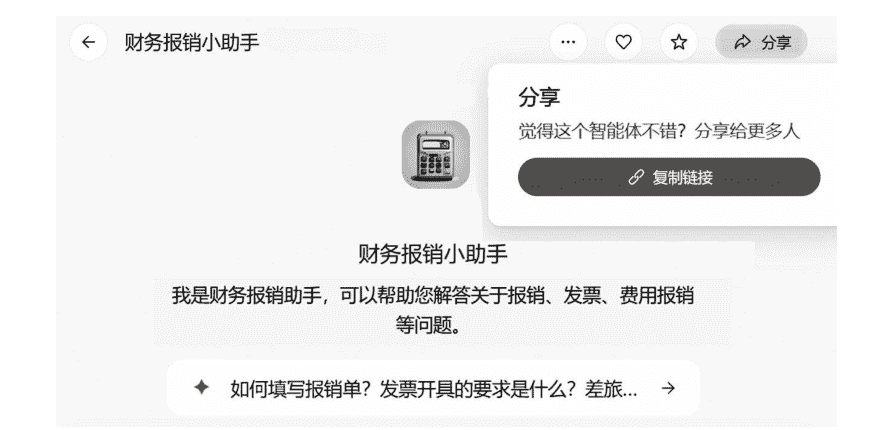 财务报销小助手
... 分享
分享
觉得这个智能体不错？分享给更多人
复制链接
财务报销小助手
我是财务报销助手，可以帮助您解答关于报销、发票、费用报销
等问题。
如何填写报销单？发票开具的要求是什么？差旅...